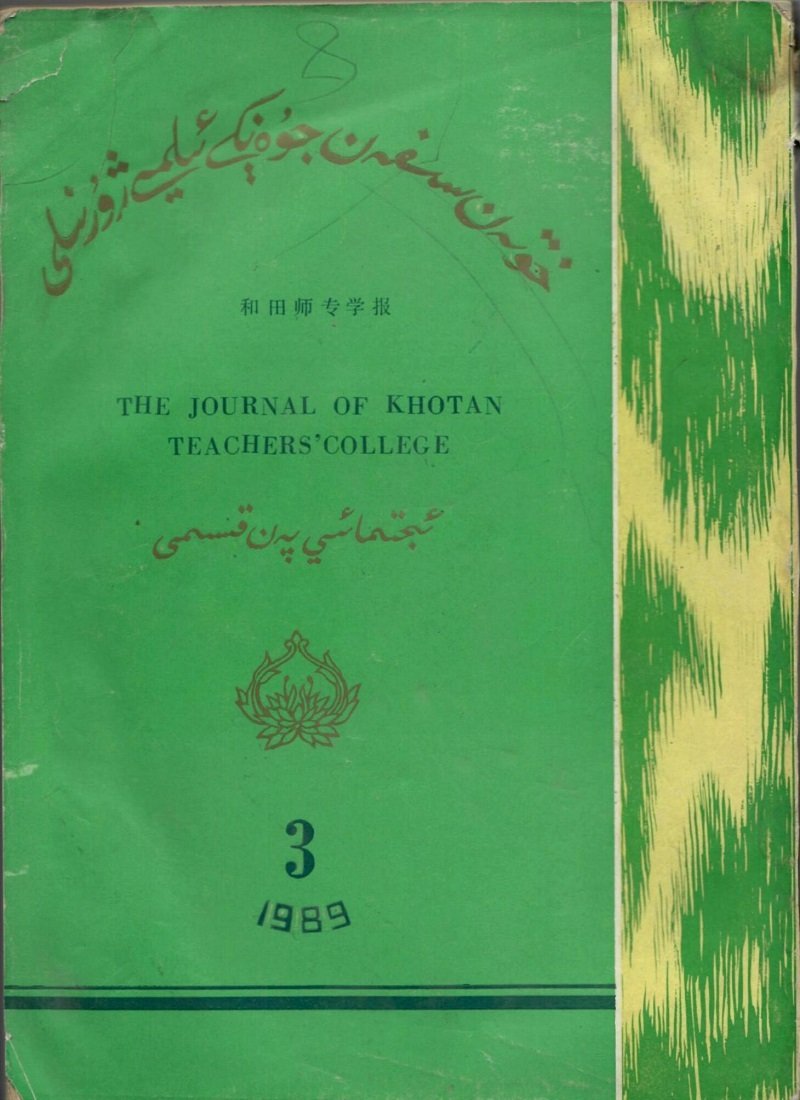 خوتەن سىفەن جۇەنكې ئىلمىي ژۇرنىلى
和田师专学报
THE JOURNAL OF KHOTAN
TEACHERS'COLLEGE
ئىجتىمائىي پەن قىسمى
3
1989